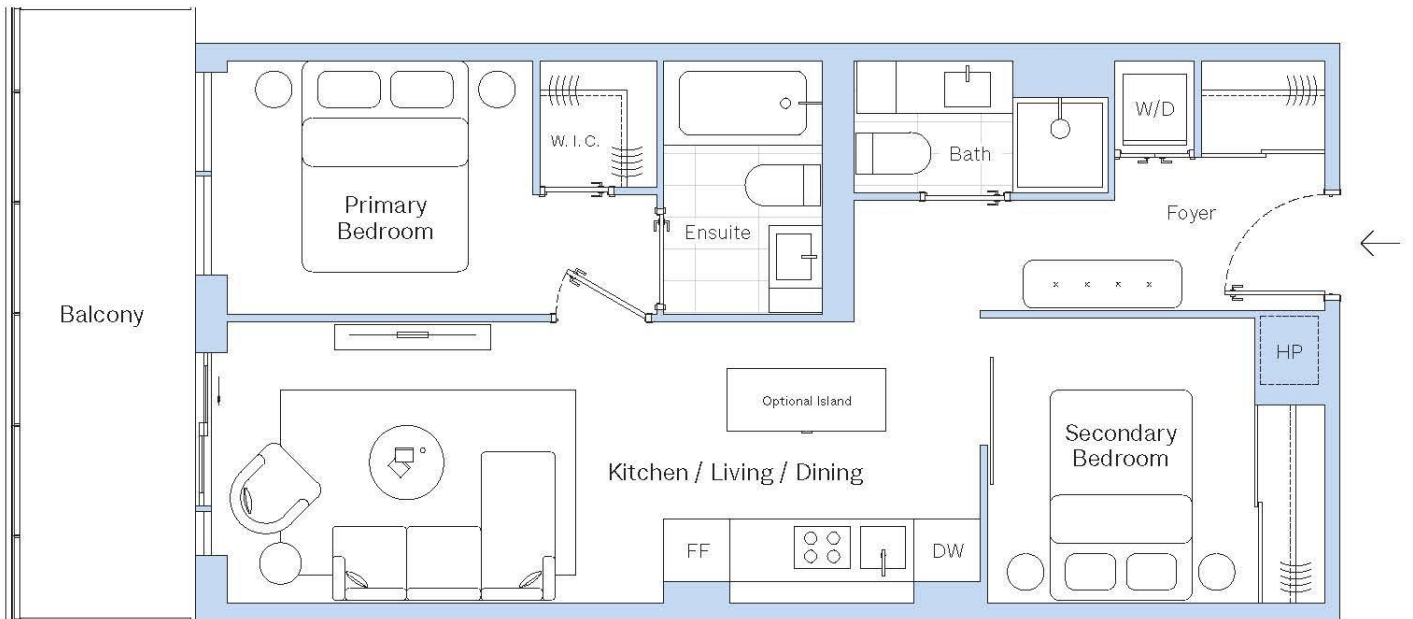 W/D
W.I.C.
Bath
Primary
Bedroom
Ensuite
Foyer
Balcony
HP
Optional Island
Secondary
Bedroom
Kitchen / Living / Dining
FF
DW